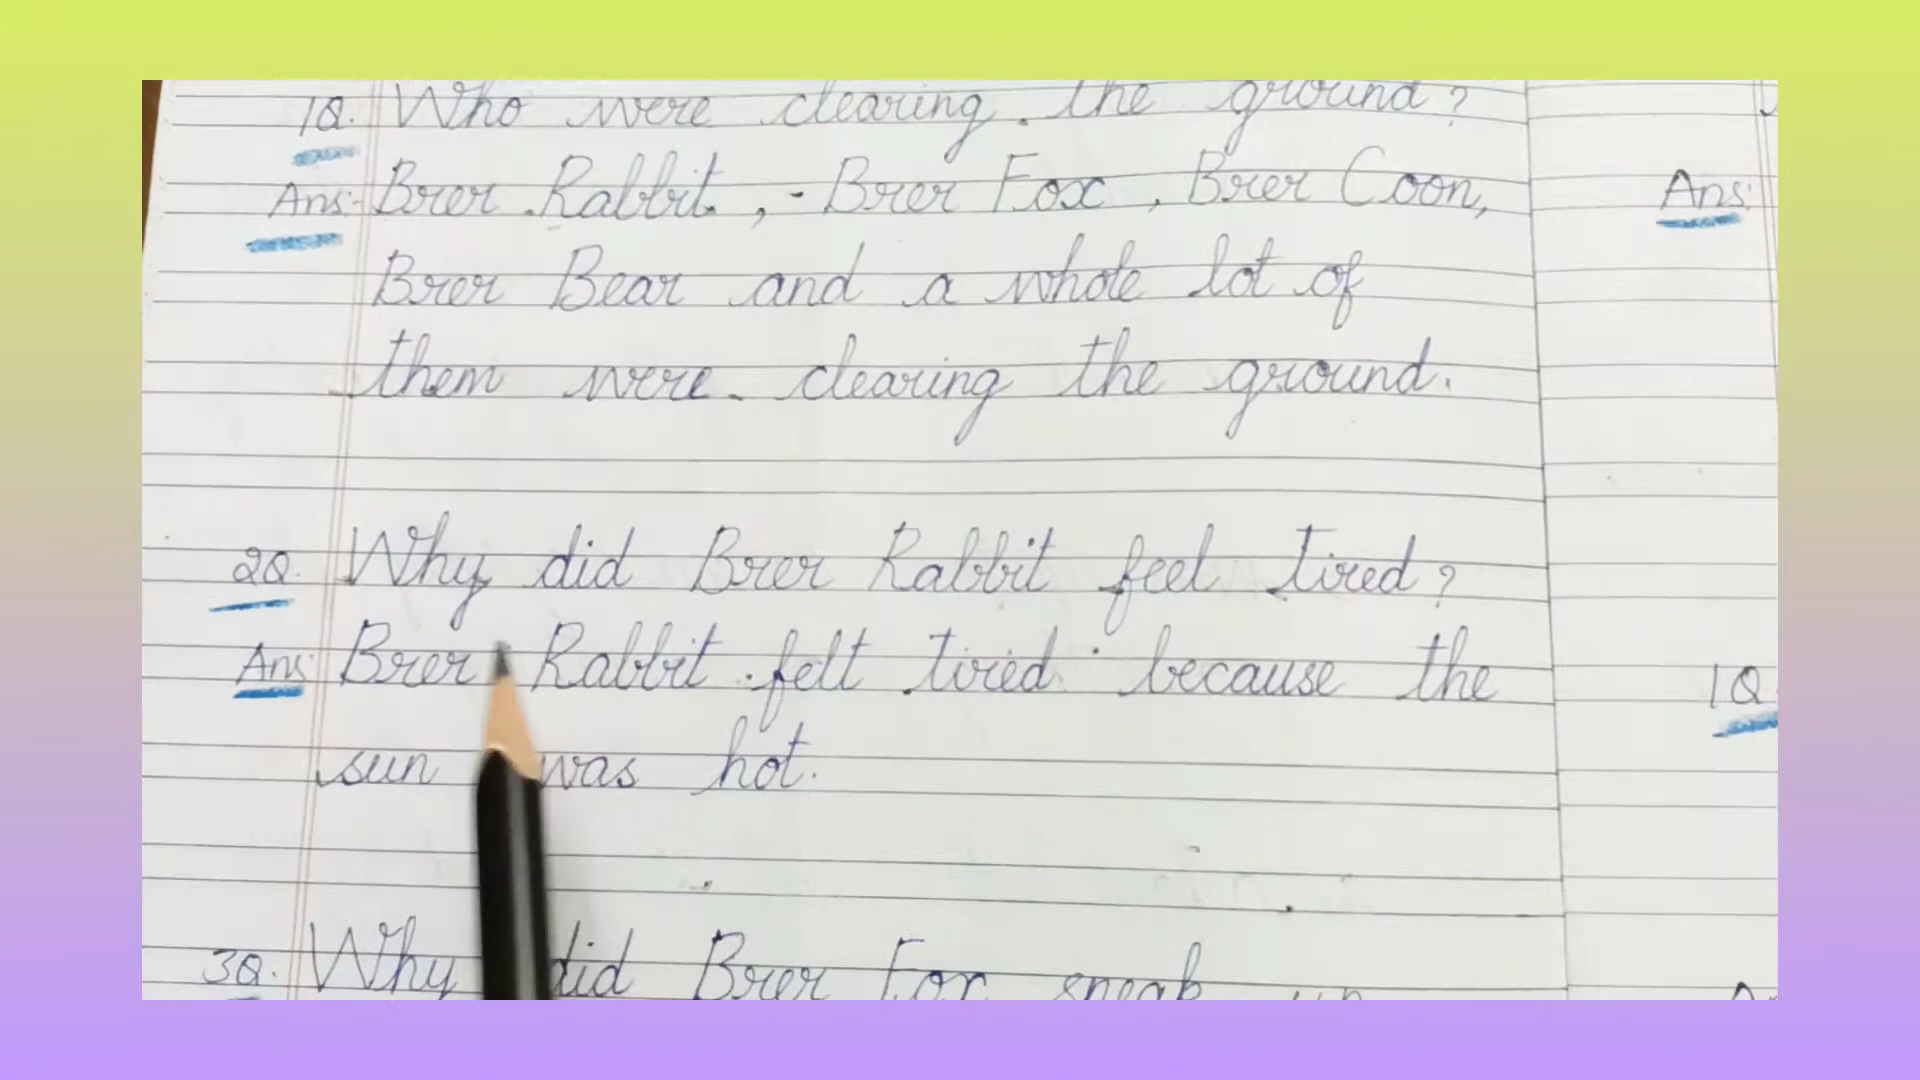 1Q. Who were clearing the ground?
Ans:- Brer Rabbit, - Brer Fox, Brer Coon,
Brer Bear and a whole lot of
them were clearing the ground.
2Q. Why did Brer Rabbit feel tired?
Ans: Brer Rabbit felt tired because the
sun was hot.
3Q. Why did Brer Fox sneak up
Ans:
1Q